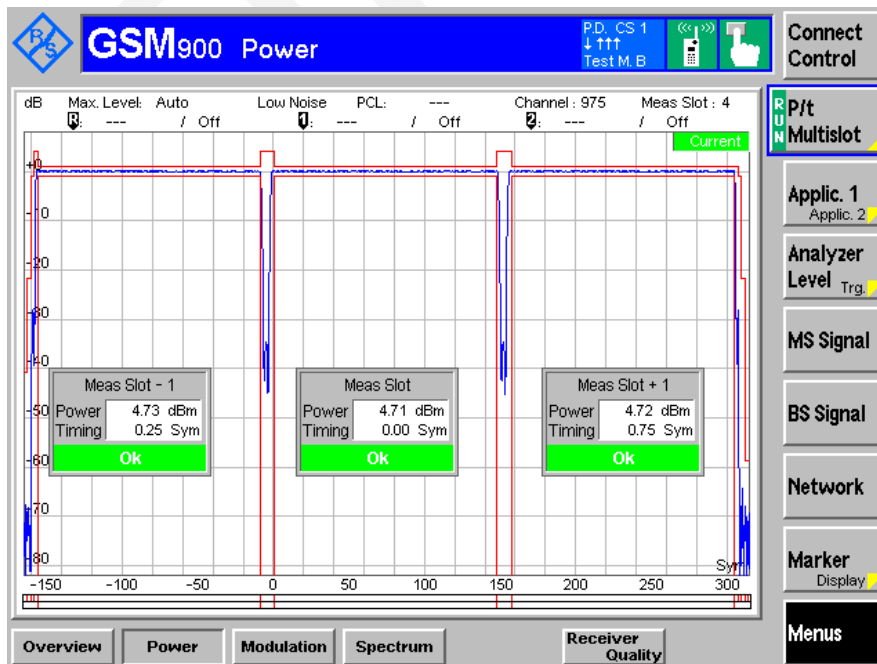 R/S
GSM900 Power
P.D. CS 1
↓ ↑↑↑
Test M. B
Connect Control
dB Max. Level: Auto Low Noise PCL: --- Channel : 975 Meas Slot : 4
R: --- / Off 1: --- / Off 2: --- / Off
Current
RUN
P/t Multislot
Applic. 1
Applic. 2
Analyzer Level Trg.
MS Signal
BS Signal
Network
Marker
Display
Menus
+0
-10
-20
-30
-40
-50
-60
-70
-80
Meas Slot - 1
Power 4.73 dBm
Timing 0.25 Sym
Ok
Meas Slot
Power 4.71 dBm
Timing 0.00 Sym
Ok
Meas Slot + 1
Power 4.72 dBm
Timing 0.75 Sym
Ok
Sym
-150 -100 -50 0 50 100 150 200 250 300
Overview Power Modulation Spectrum Receiver Quality